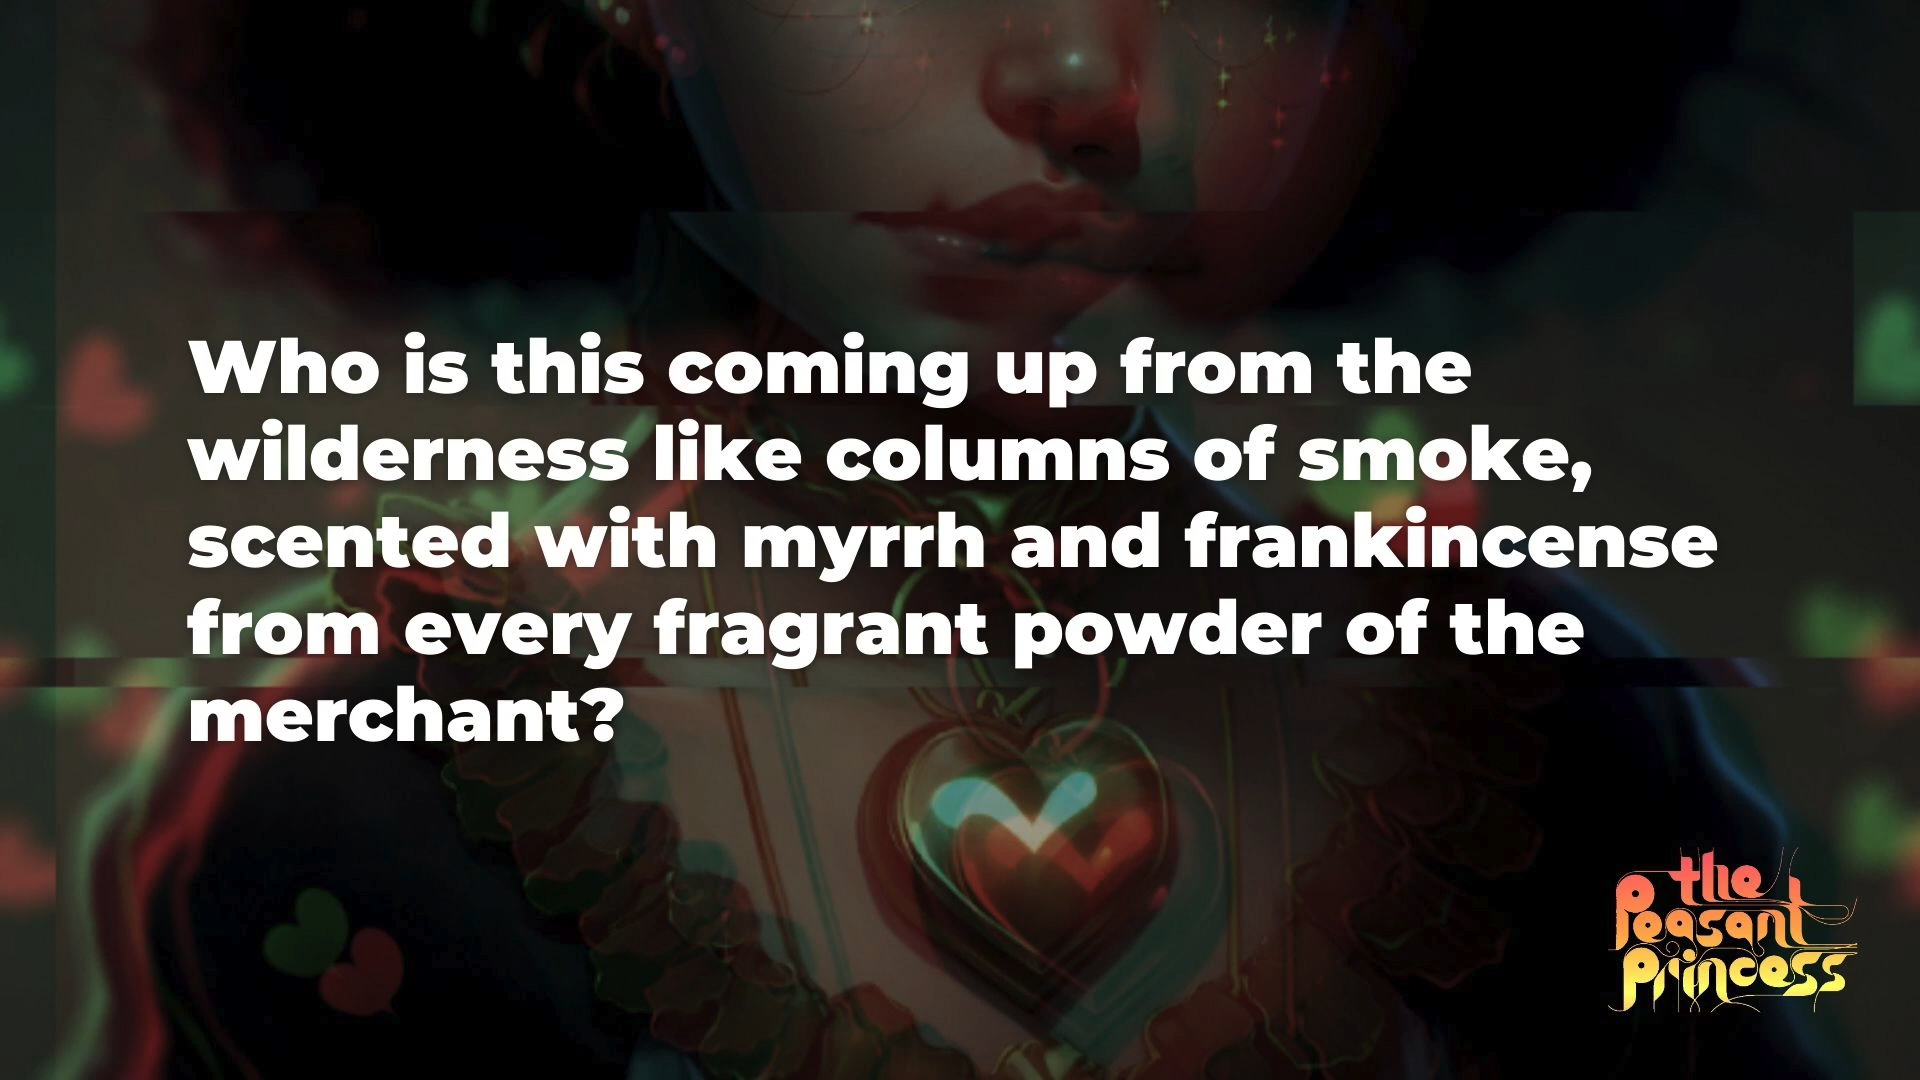 Who is this coming up from the
wilderness like columns of smoke,
scented with myrrh and frankincense
from every fragrant powder of the
merchant?
the
Peasant
Princess